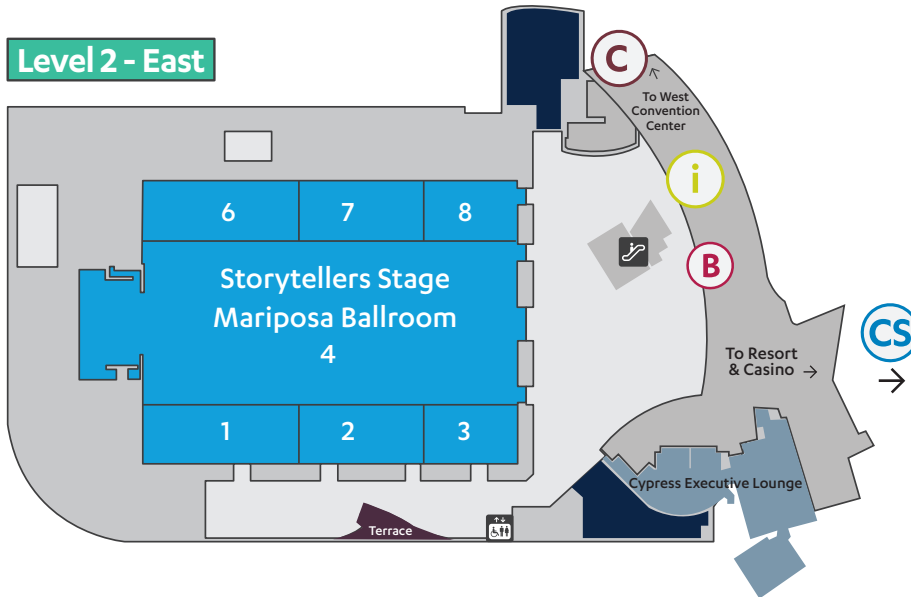 Level 2 - East
C
To West
Convention
Center
i
6
7
8
B
Storytellers Stage
Mariposa Ballroom
4
CS
To Resort
& Casino →
→
1
2
3
Cypress Executive Lounge
Terrace